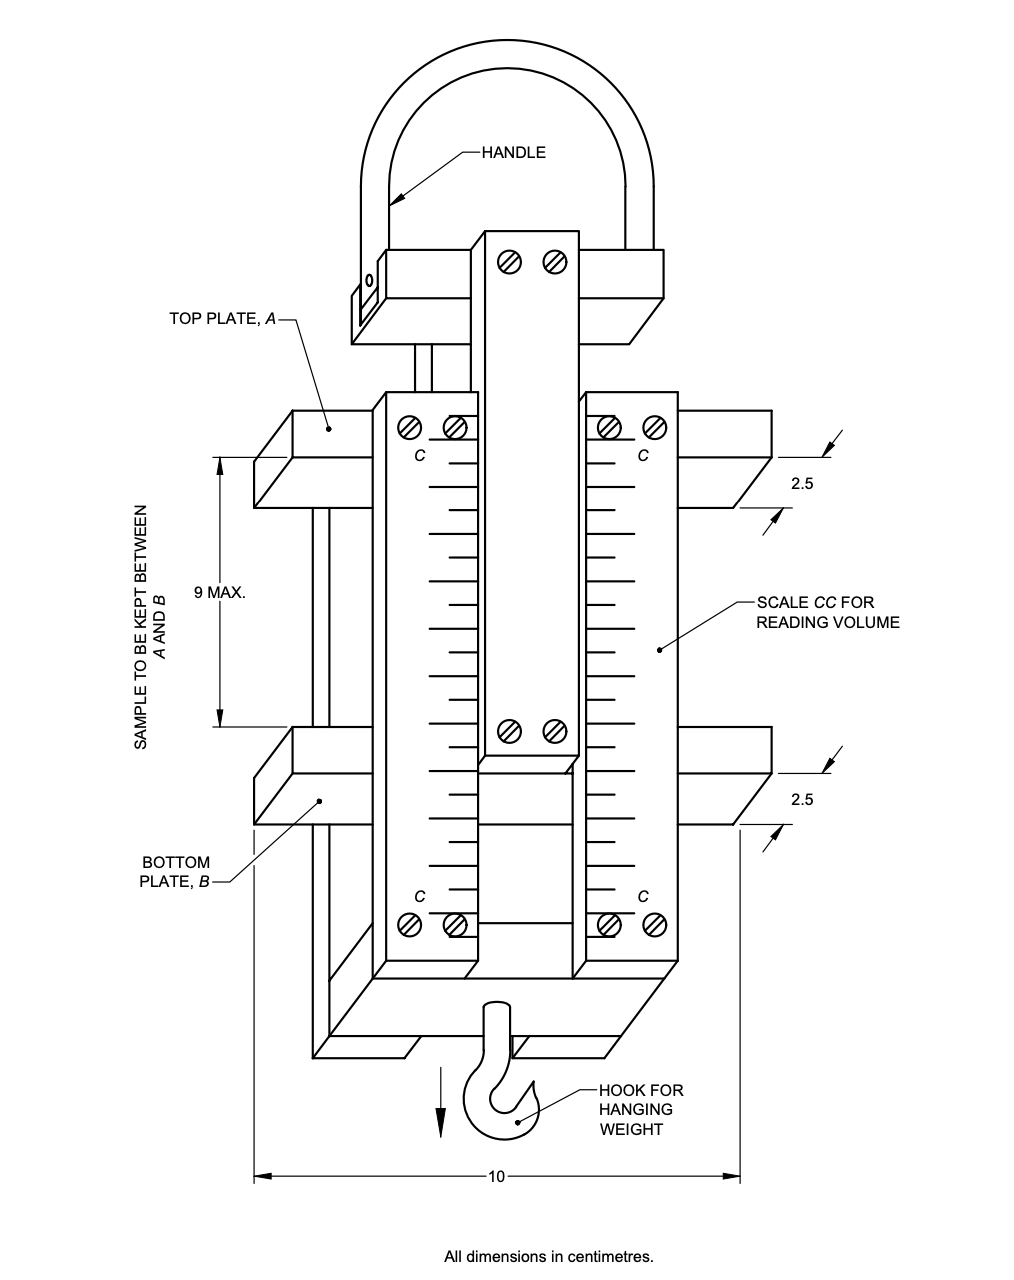 HANDLE
TOP PLATE, A
C
C
2.5
SAMPLE TO BE KEPT BETWEEN
A AND B
9 MAX.
SCALE CC FOR
READING VOLUME
2.5
BOTTOM
PLATE, B
C
C
HOOK FOR
HANGING
WEIGHT
10
All dimensions in centimetres.